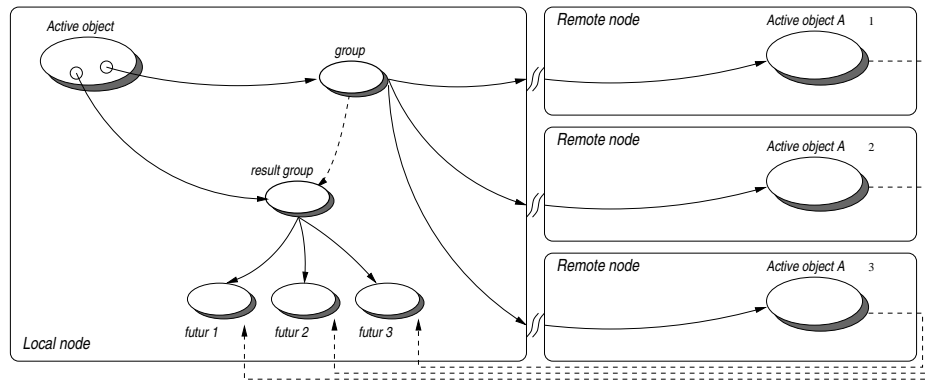 Active object
group
result group
futur 1
futur 2
futur 3
Local node
Remote node
Active object A 1
Remote node
Active object A 2
Remote node
Active object A 3